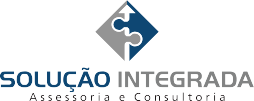 SOLUÇÃO INTEGRADA
Assessoria e Consultoria